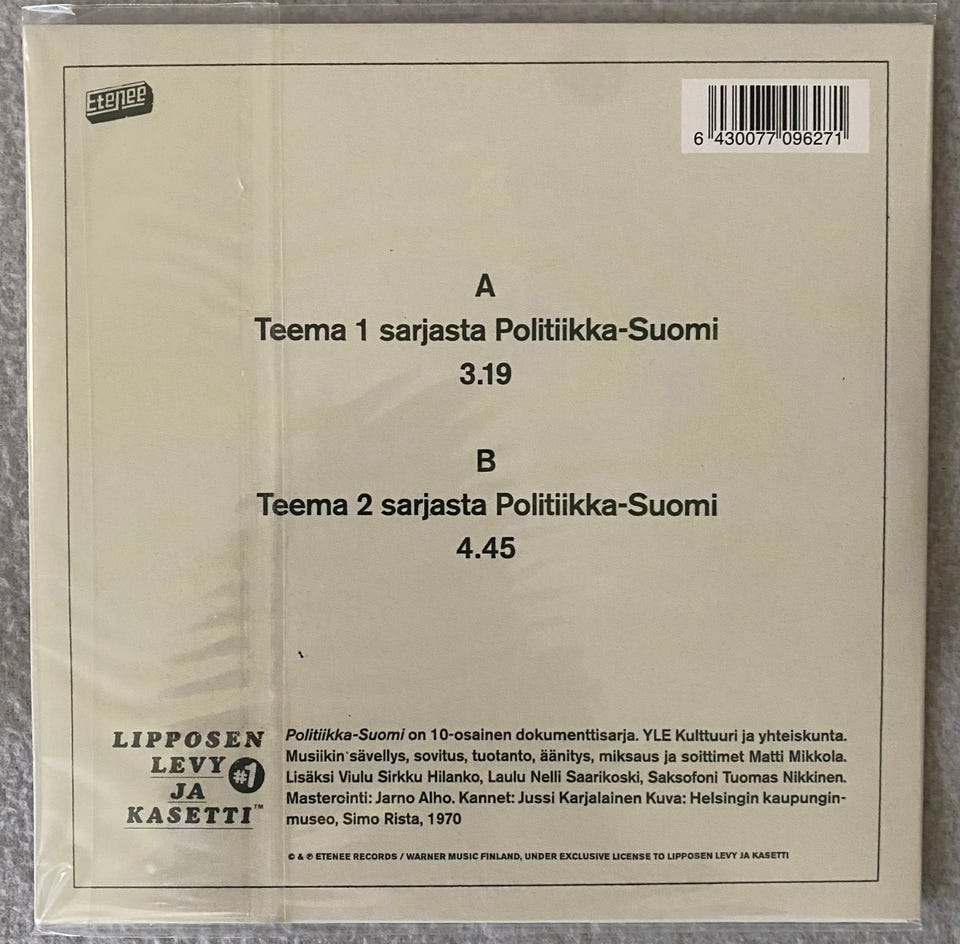 Etenee
6 430077 096271
A
Teema 1 sarjasta Politiikka-Suomi
3.19
B
Teema 2 sarjasta Politiikka-Suomi
4.45
LIPPOSEN
LEVY
#1
JA
KASETTI™
Politiikka-Suomi on 10-osainen dokumenttisarja. YLE Kulttuuri ja yhteiskunta.
Musiikin sävellys, sovitus, tuotanto, äänitys, miksaus ja soittimet Matti Mikkola.
Lisäksi Viulu Sirkku Hilanko, Laulu Nelli Saarikoski, Saksofoni Tuomas Nikkinen.
Masterointi: Jarno Alho. Kannet: Jussi Karjalainen Kuva: Helsingin kaupungin-
museo, Simo Rista, 1970
© & ℗ ETENEE RECORDS / WARNER MUSIC FINLAND, UNDER EXCLUSIVE LICENSE TO LIPPOSEN LEVY JA KASETTI